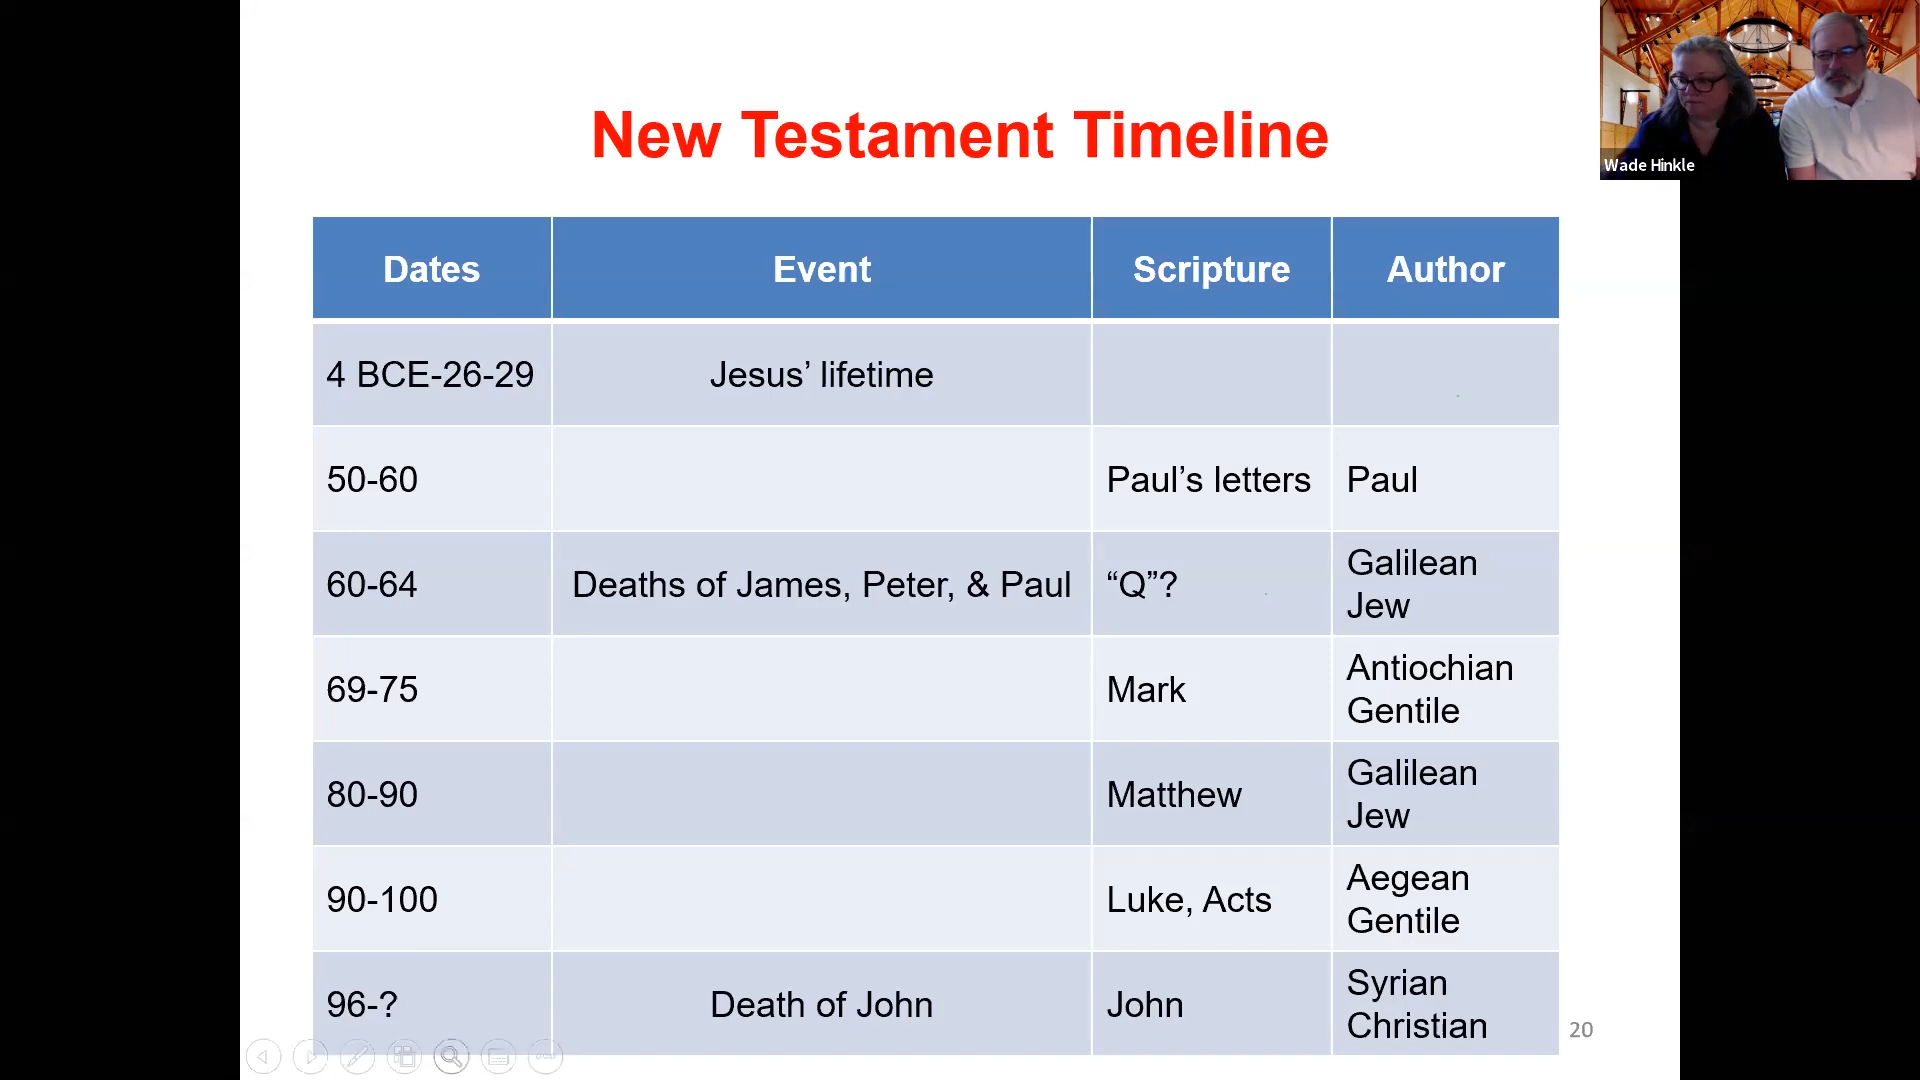 New Testament Timeline
Wade Hinkle
Dates Event Scripture Author
4 BCE-26-29 Jesus’ lifetime
50-60 Paul’s letters Paul
60-64 Deaths of James, Peter, & Paul “Q”? Galilean
Jew
69-75 Mark Antiochian
Gentile
80-90 Matthew Galilean
Jew
90-100 Luke, Acts Aegean
Gentile
96-? Death of John John Syrian
Christian
20